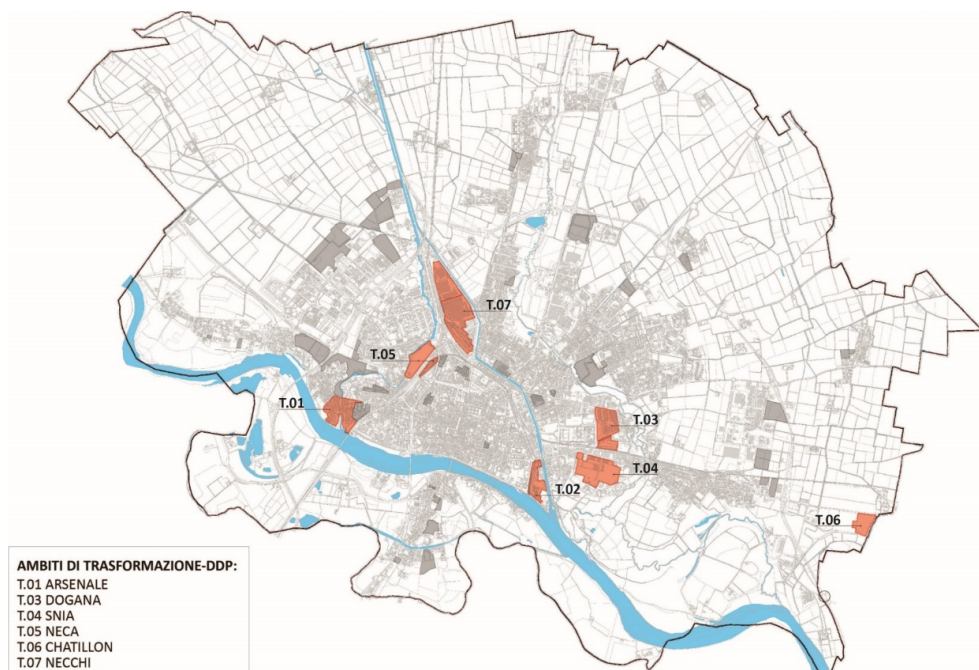 T.07
T.05
T.01
T.03
T.04
T.02
T.06
AMBITI DI TRASFORMAZIONE-DDP:
T.01 ARSENALE
T.03 DOGANA
T.04 SNIA
T.05 NECA
T.06 CHATILLON
T.07 NECCHI